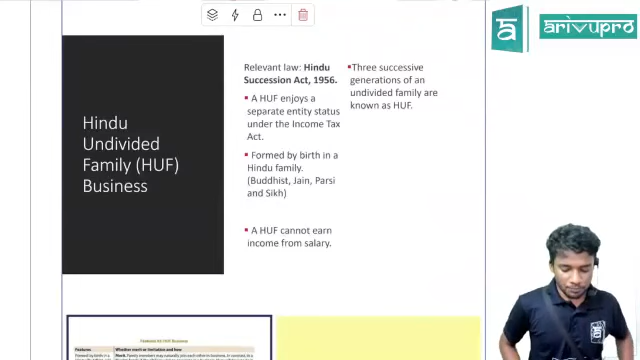 arivupro
Hindu
Undivided
Family (HUF)
Business
Relevant law: Hindu
Succession Act, 1956.
▪ A HUF enjoys a
separate entity status
under the Income Tax
Act.
▪ Formed by birth in a
Hindu family.
(Buddhist, Jain, Parsi
and Sikh)
▪ A HUF cannot earn
income from salary.
▪Three successive
generations of an
undivided family are
known as HUF.
Features